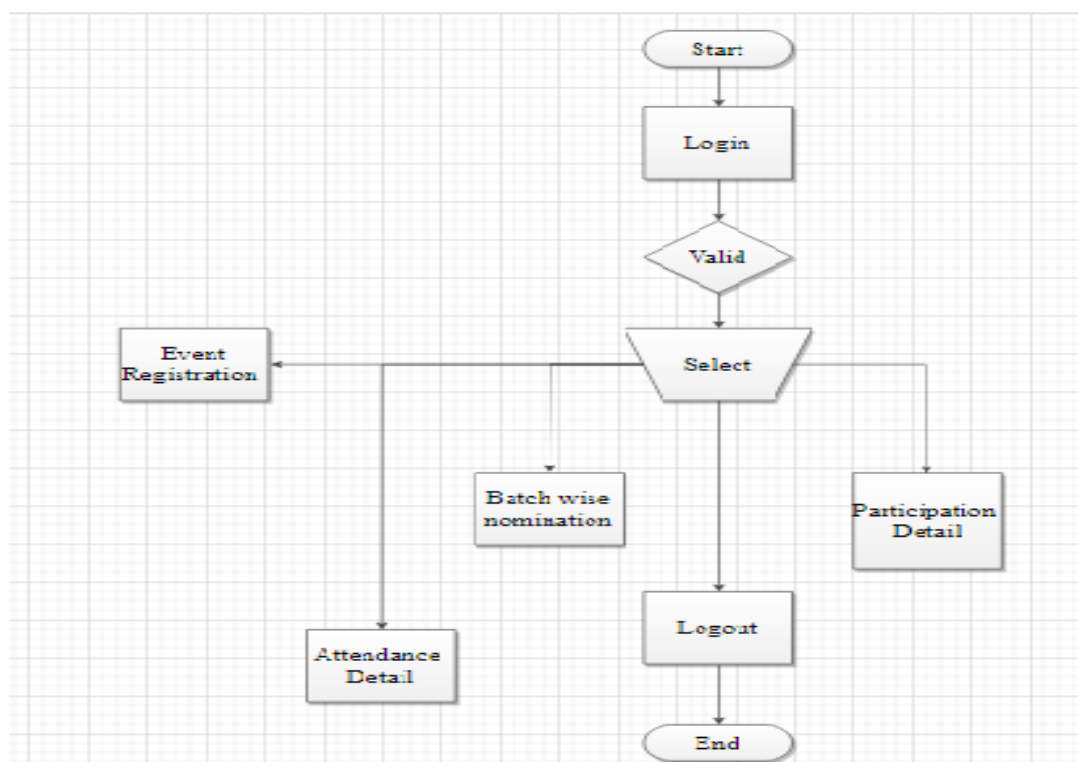 Start
Login
Valid
Select
Event
Registration
Batch wise
nomination
Participation
Detail
Attendance
Detail
Logout
End